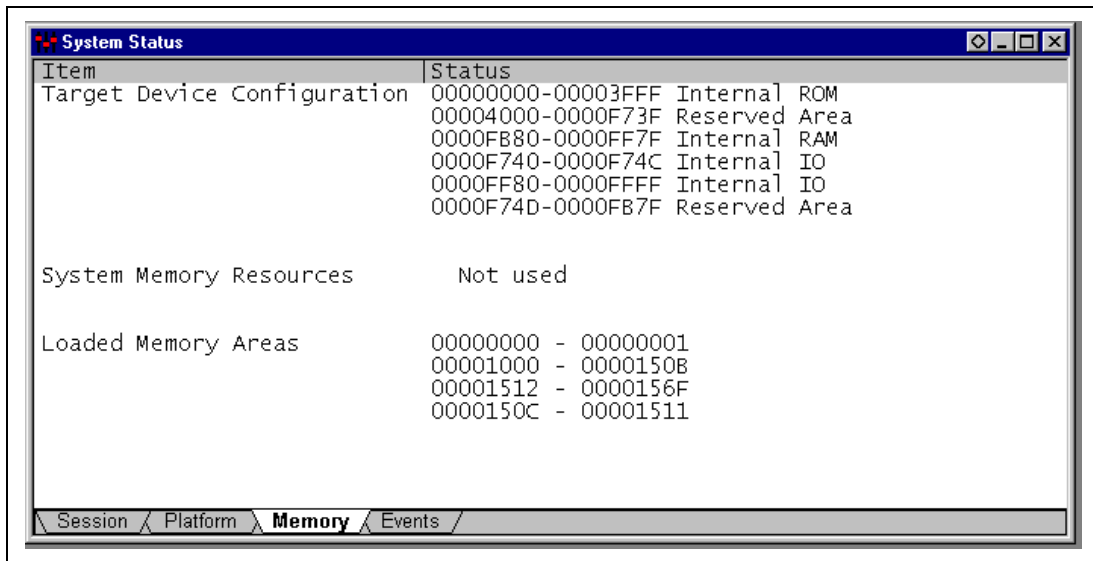 System Status
Item Status
Target Device Configuration 00000000-00003FFF Internal ROM
00004000-0000F73F Reserved Area
0000FB80-0000FF7F Internal RAM
0000F740-0000F74C Internal IO
0000FF80-0000FFFF Internal IO
0000F74D-0000FB7F Reserved Area
System Memory Resources Not used
Loaded Memory Areas 00000000 - 00000001
00001000 - 0000150B
00001512 - 0000156F
0000150C - 00001511
Session Platform Memory Events